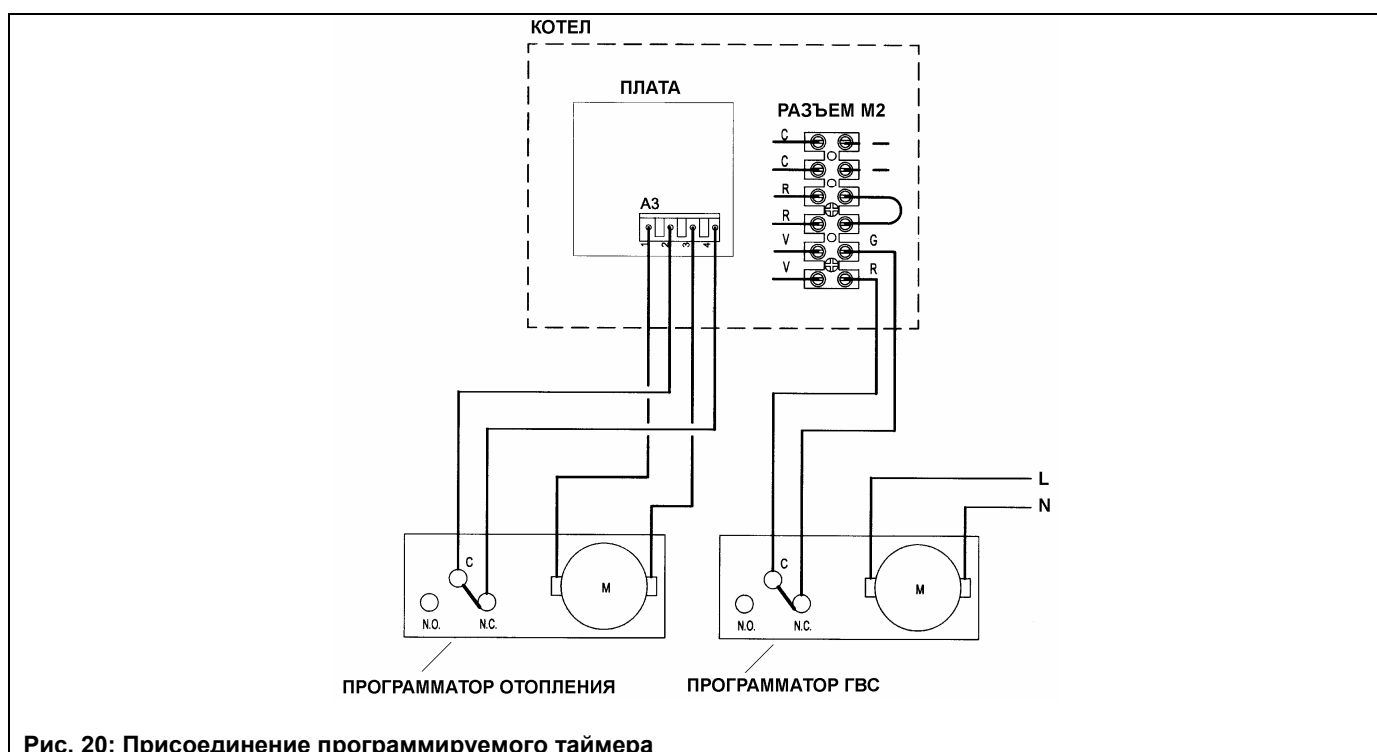 КОТЕЛ
ПЛАТА
РАЗЪЕМ М2
C
C
R
A3
R
V
G
V
R
1
2
3
4
L
N
C
M
N.O.
N.C.
C
M
N.O.
N.C.
ПРОГРАММАТОР ОТОПЛЕНИЯ
ПРОГРАММАТОР ГВС
Рис. 20: Присоединение программируемого таймера